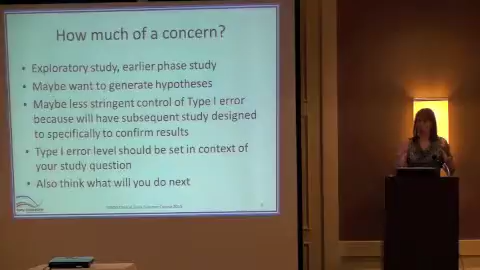 How much of a concern?
• Exploratory study, earlier phase study
• Maybe want to generate hypotheses
• Maybe less stringent control of Type I error
because will have subsequent study designed
to specifically to confirm results
• Type I error level should be set in context of
your study question
• Also think what will you do next